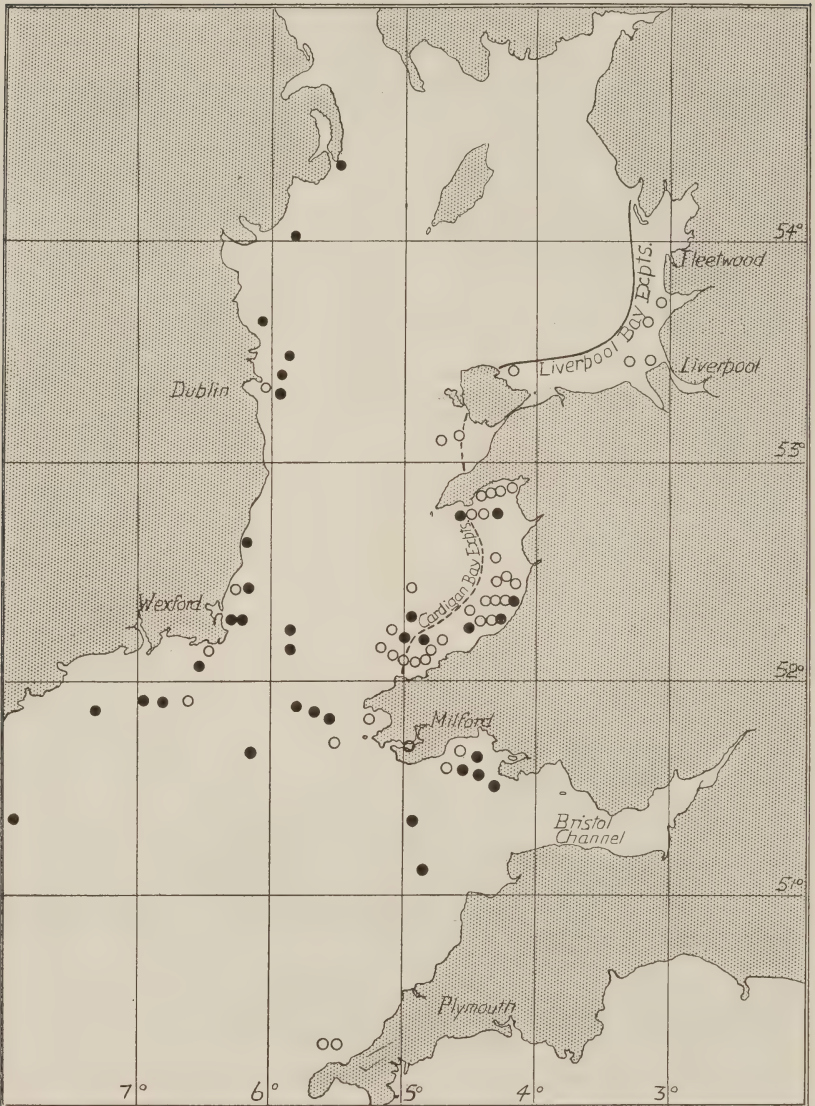 54°
Fleetwood
Liverpool Bay Expts.
Liverpool
Dublin
53°
Cardigan Bay Expts.
Wexford
52°
Milford
Bristol
Channel
51°
Plymouth
7°
6°
5°
4°
3°